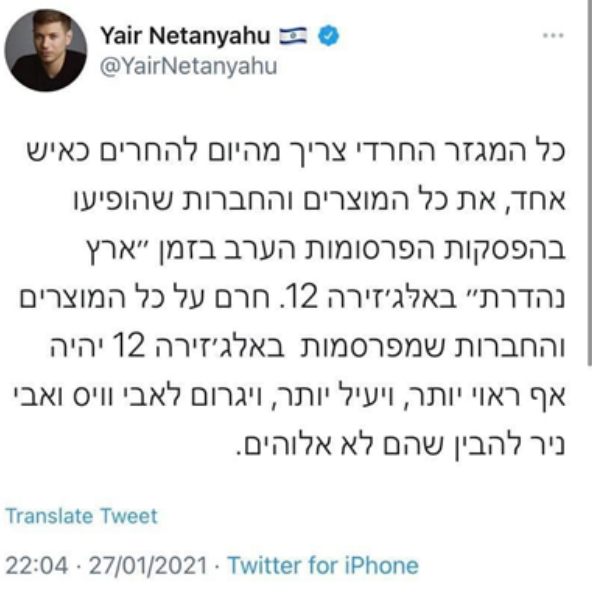 Yair Netanyahu
@YairNetanyahu
כל המגזר החרדי צריך מהיום להחרים כאיש
אחד, את כל המוצרים והחברות שהופיעו
בהפסקות הפרסומות הערב בזמן ״ארץ
נהדרת״ באלג׳זירה 12. חרם על כל המוצרים
והחברות שמפרסמות באלג׳זירה 12 יהיה
אף ראוי יותר, ויעיל יותר, ויגרום לאבי וויס ואבי
ניר להבין שהם לא אלוהים.
Translate Tweet
22:04 · 27/01/2021 · Twitter for iPhone